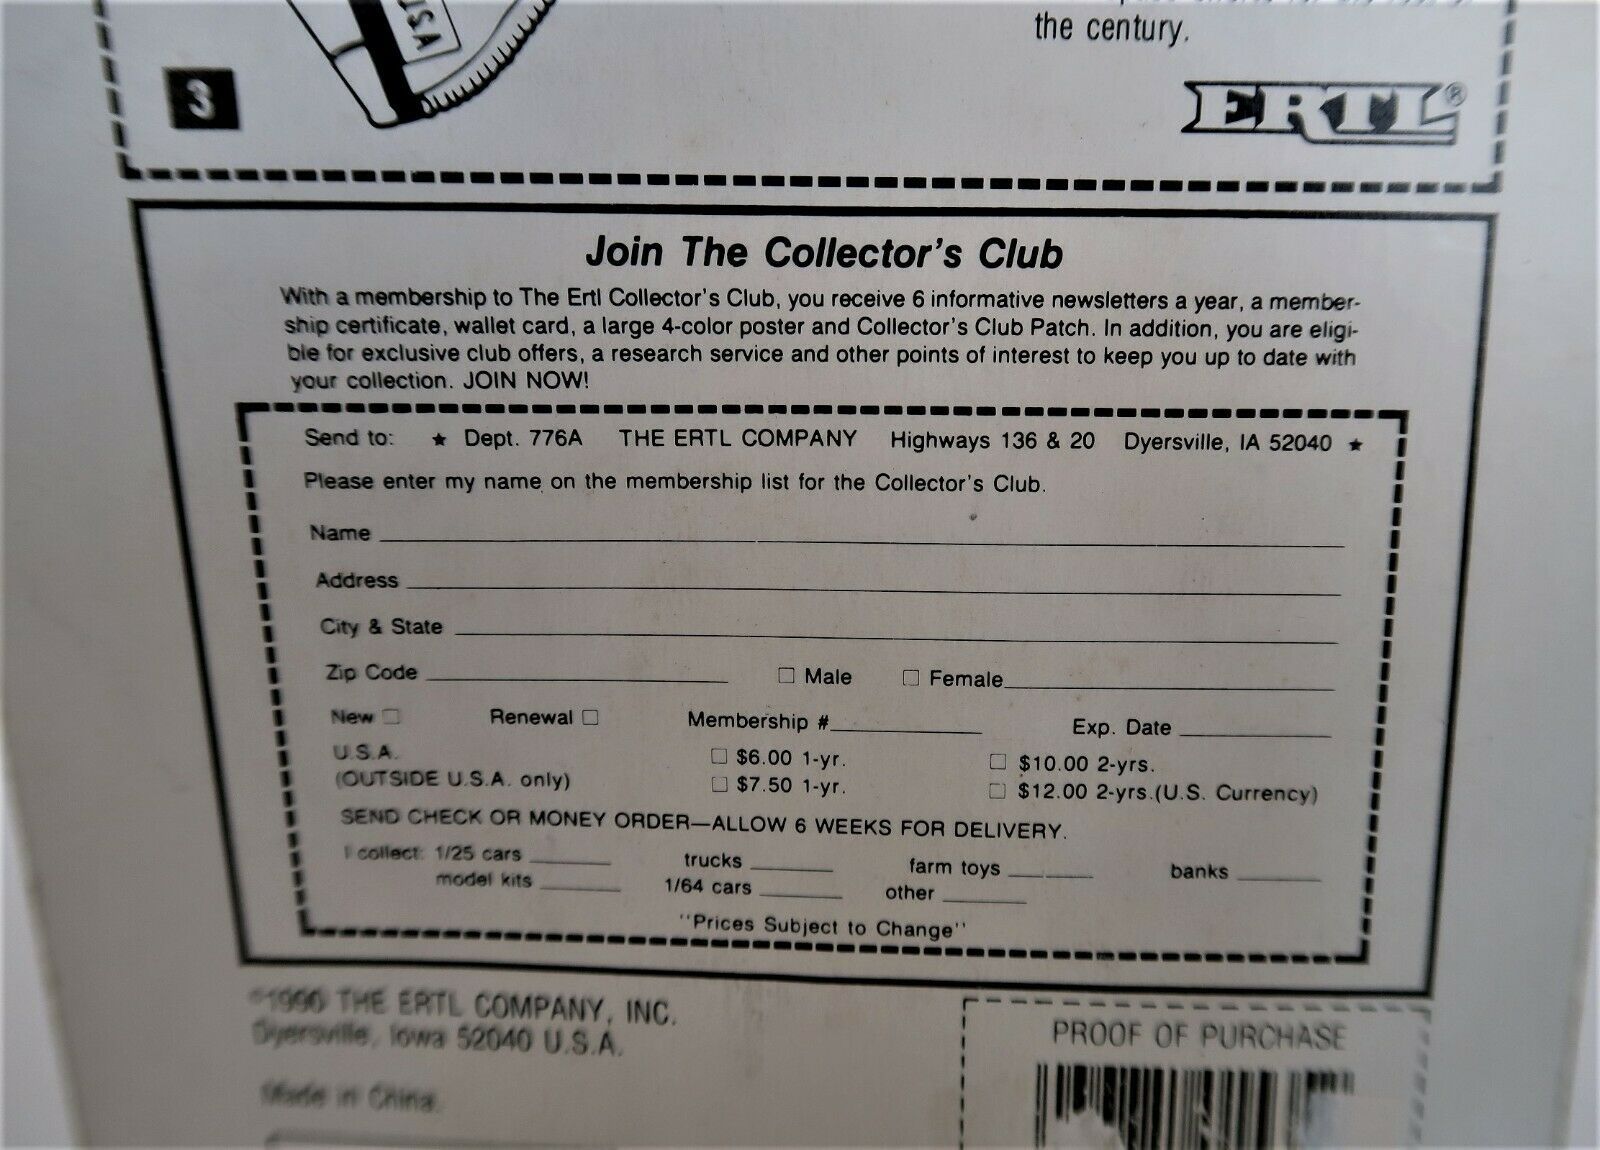 USA
the century.
3
ERTL®
Join The Collector's Club
With a membership to The Ertl Collector's Club, you receive 6 informative newsletters a year, a member-
ship certificate, wallet card, a large 4-color poster and Collector's Club Patch. In addition, you are eligi-
ble for exclusive club offers, a research service and other points of interest to keep you up to date with
your collection. JOIN NOW!
Send to: ★ Dept. 776A THE ERTL COMPANY Highways 136 & 20 Dyersville, IA 52040 ★
Please enter my name on the membership list for the Collector's Club.
Name
Address
City & State
Zip Code □ Male □ Female
New □ Renewal □ Membership # Exp. Date
U.S.A. □ $6.00 1-yr. □ $10.00 2-yrs.
(OUTSIDE U.S.A. only) □ $7.50 1-yr. □ $12.00 2-yrs.(U.S. Currency)
SEND CHECK OR MONEY ORDER—ALLOW 6 WEEKS FOR DELIVERY.
I collect: 1/25 cars trucks farm toys banks
model kits 1/64 cars other
"Prices Subject to Change"
©1990 THE ERTL COMPANY, INC.
Dyersville, Iowa 52040 U.S.A.
PROOF OF PURCHASE
Made in China.